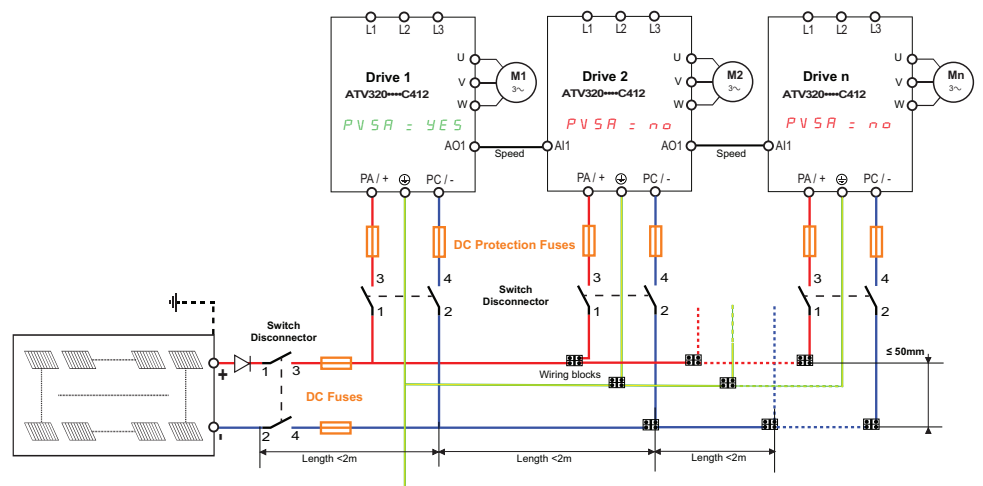 L1 L2 L3 L1 L2 L3 L1 L2 L3
U U U
Drive 1 M1 Drive 2 M2 Drive n Mn
V 3~ V 3~ V 3~
ATV320••••C412 ATV320••••C412 ATV320••••C412
W W W
PVSA = YES PVSA = no PVSA = no
AO1 Speed AI1 AO1 Speed AI1
PA / + PC / - PA / + PC / - PA / + PC / -
DC Protection Fuses
3 4 3 4 3 4
Switch
Disconnector
1 2 1 2 1 2
Switch
Disconnector
≤ 50mm
+ 1 3
Wiring blocks
DC Fuses
- 2 4
Length <2m Length <2m Length <2m